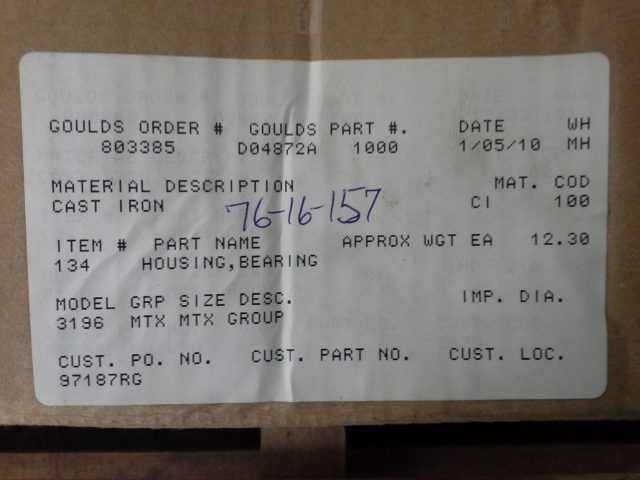 GOULDS ORDER # GOULDS PART #. DATE WH
803385 D04872A 1000 1/05/10 MH
MATERIAL DESCRIPTION MAT. COD
CAST IRON CI 100
76-16-157
ITEM # PART NAME APPROX WGT EA 12.30
134 HOUSING,BEARING
MODEL GRP SIZE DESC. IMP. DIA.
3196 MTX MTX GROUP
CUST. PO. NO. CUST. PART NO. CUST. LOC.
97187RG